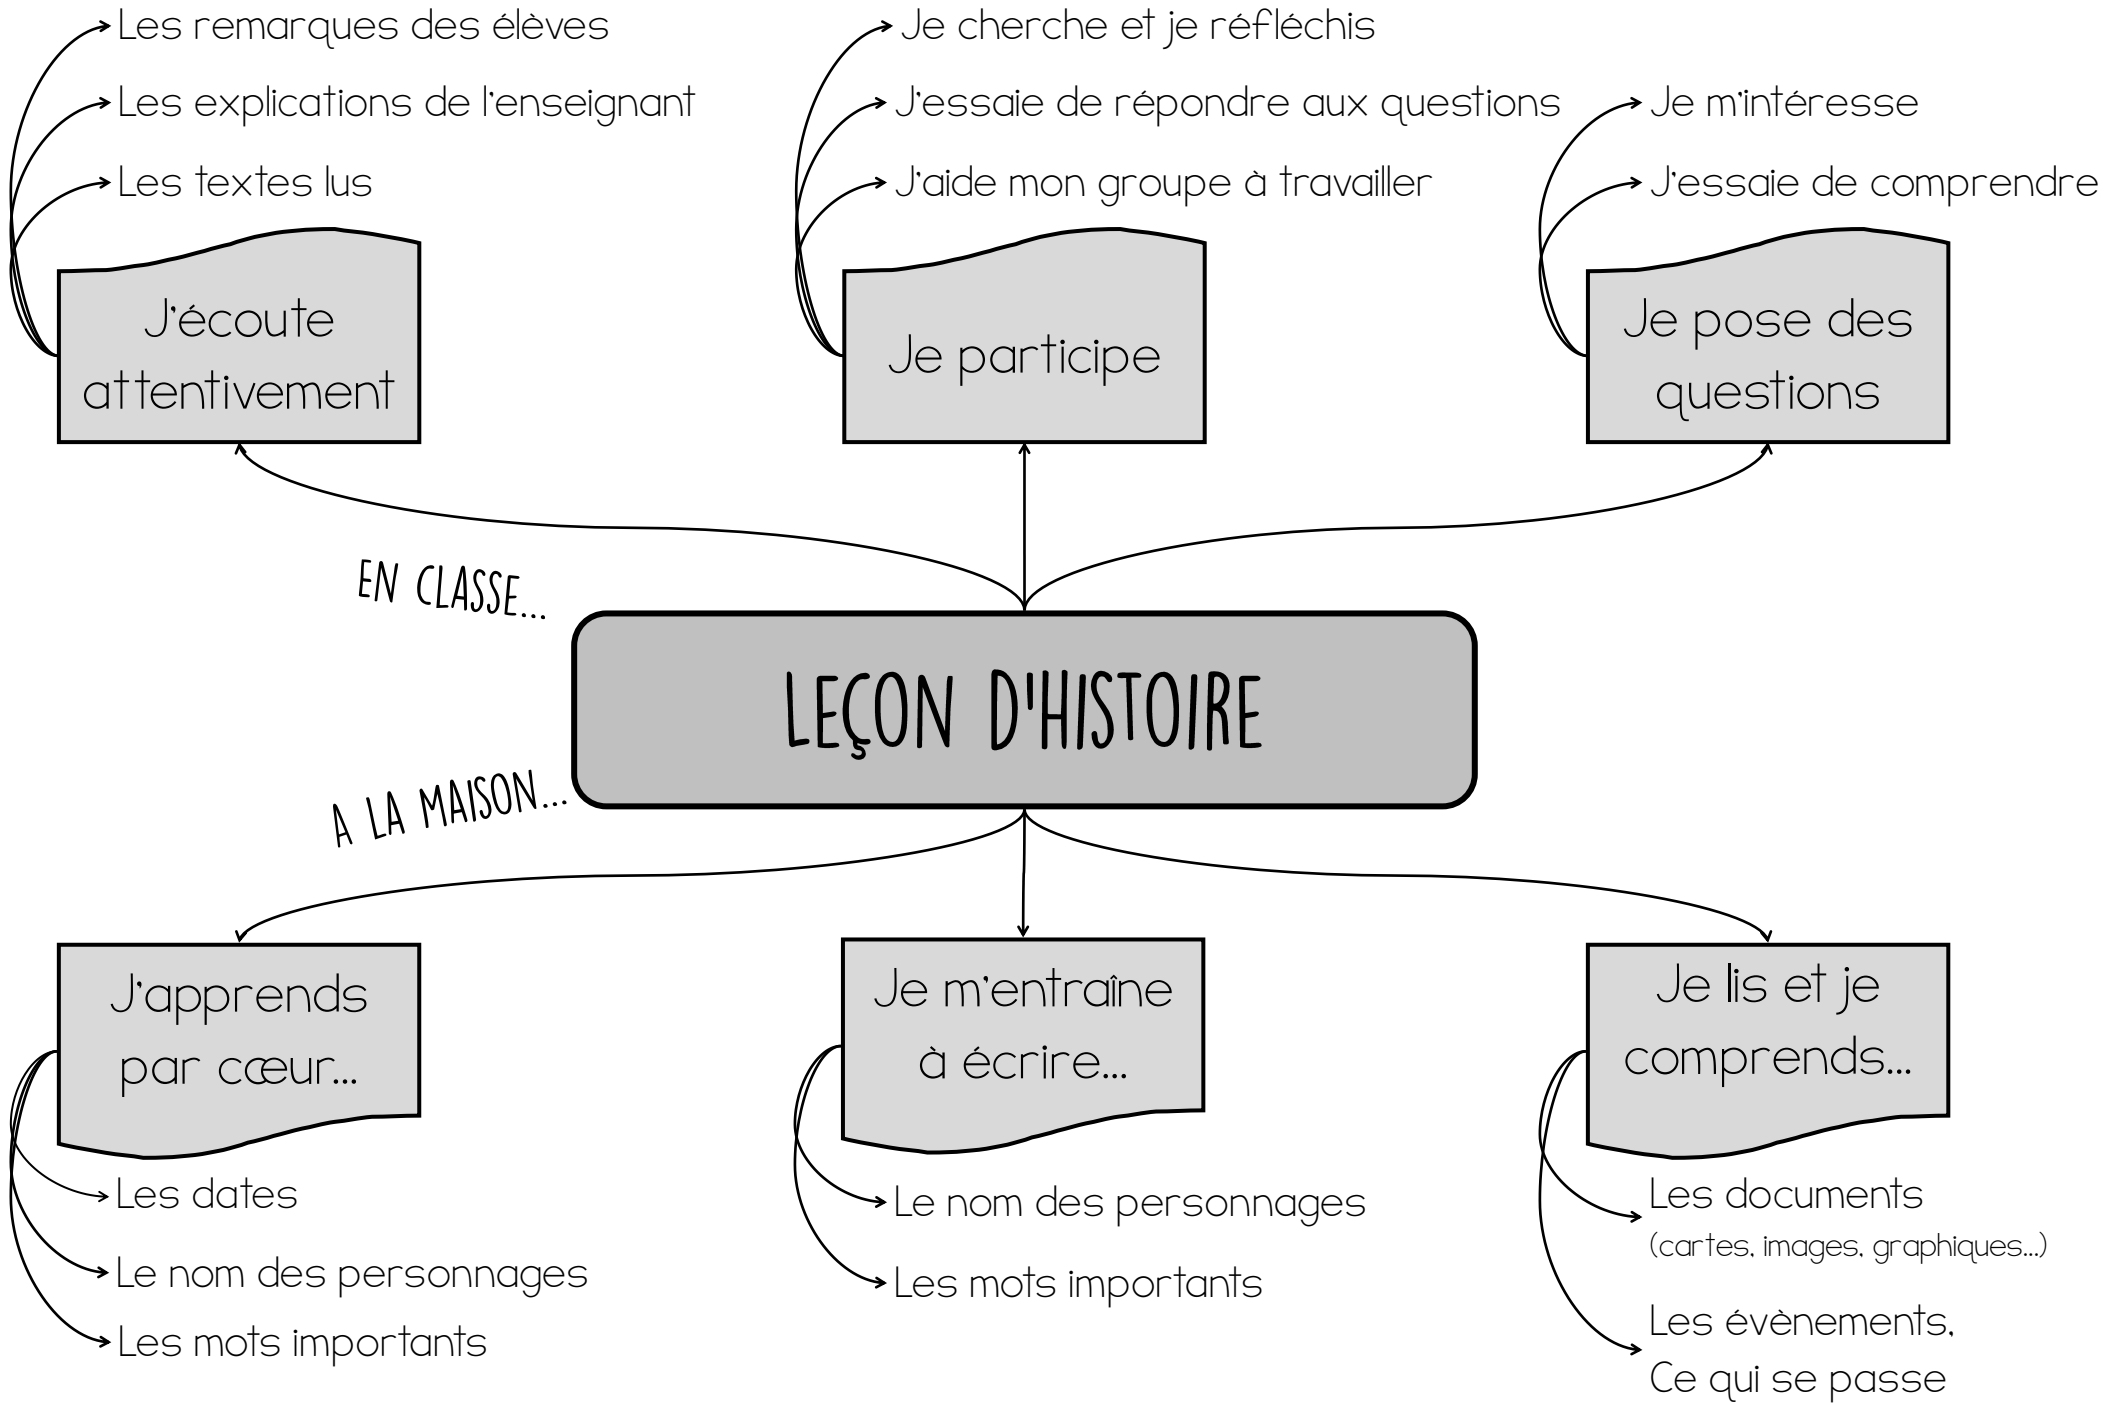 Les remarques des élèves
Les explications de l'enseignant
Les textes lus
J'écoute
attentivement
Je cherche et je réfléchis
J'essaie de répondre aux questions
J'aide mon groupe à travailler
Je participe
Je m'intéresse
J'essaie de comprendre
Je pose des
questions
EN CLASSE...
LEÇON D'HISTOIRE
A LA MAISON...
J'apprends
par cœur...
Les dates
Le nom des personnages
Les mots importants
Je m'entraîne
à écrire...
Le nom des personnages
Les mots importants
Je lis et je
comprends...
Les documents
(cartes, images, graphiques...)
Les évènements,
Ce qui se passe